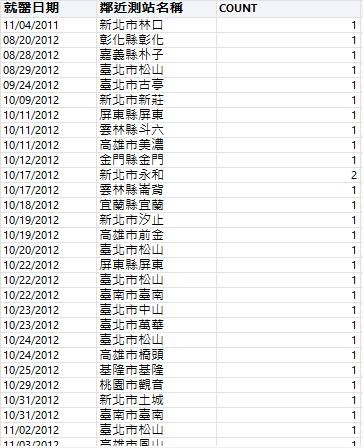 就醫日期 鄰近測站名稱 COUNT
11/04/2011 新北市林口 1
08/20/2012 彰化縣彰化 1
08/28/2012 嘉義縣朴子 1
08/29/2012 臺北市松山 1
09/24/2012 臺北市古亭 1
10/09/2012 新北市新莊 1
10/11/2012 屏東縣屏東 1
10/11/2012 雲林縣斗六 1
10/11/2012 高雄市美濃 1
10/12/2012 金門縣金門 1
10/17/2012 新北市永和 2
10/17/2012 雲林縣崙背 1
10/18/2012 宜蘭縣宜蘭 1
10/19/2012 新北市汐止 1
10/19/2012 高雄市前金 1
10/20/2012 臺北市松山 1
10/22/2012 屏東縣屏東 1
10/22/2012 臺北市松山 1
10/22/2012 臺南市臺南 1
10/23/2012 臺北市中山 1
10/23/2012 臺北市萬華 1
10/24/2012 臺北市松山 1
10/24/2012 高雄市橋頭 1
10/25/2012 基隆市基隆 1
10/29/2012 桃園市觀音 1
10/31/2012 新北市土城 1
10/31/2012 臺南市臺南 1
11/02/2012 臺北市松山 1
11/03/2012 高雄市鳳山 1